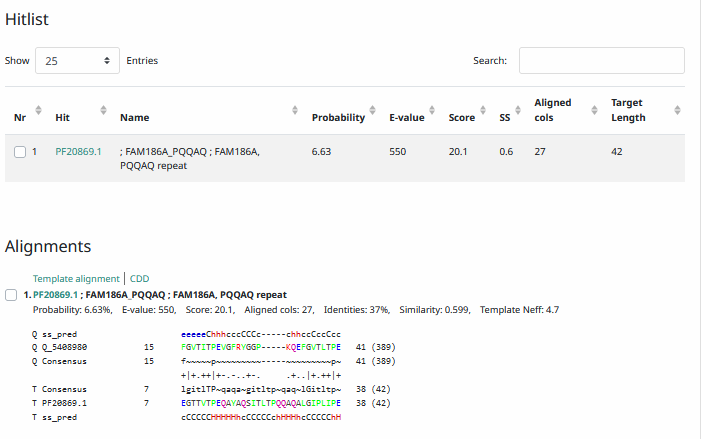 Hitlist
Show 25 Entries Search:
Nr Hit Name Probability E-value Score SS Aligned cols Target Length
1 PF20869.1 ; FAM186A_PQQAQ ; FAM186A, PQQAQ repeat 6.63 550 20.1 0.6 27 42
Alignments
Template alignment | CDD
1. PF20869.1 ; FAM186A_PQQAQ ; FAM186A, PQQAQ repeat
Probability: 6.63%, E-value: 550, Score: 20.1, Aligned cols: 27, Identities: 37%, Similarity: 0.599, Template Neff: 4.7
Q ss_pred eeeeeChhhcccCCCc-----chhccCccCcc
Q Q_5408980 15 PGVTITPEVGPRYGGP-----KQEPGVTLTPE 41 (389)
Q Consensus 15 f~~~~~p~~~~~~~~~-----~~~~~~~~~p~ 41 (389)
+|+.++|+-.-..+-. .+..|.++|+
T Consensus 7 lgitlTP~qaqa~gitltp~qaq~lGitltp~ 38 (42)
T PF20869.1 7 EGTTVTPEQAYAQSITLTPQQAQALGIPLIPE 38 (42)
T ss_pred cCCCCCHHHHHhcCCCCCchHHHHcCCCCChH